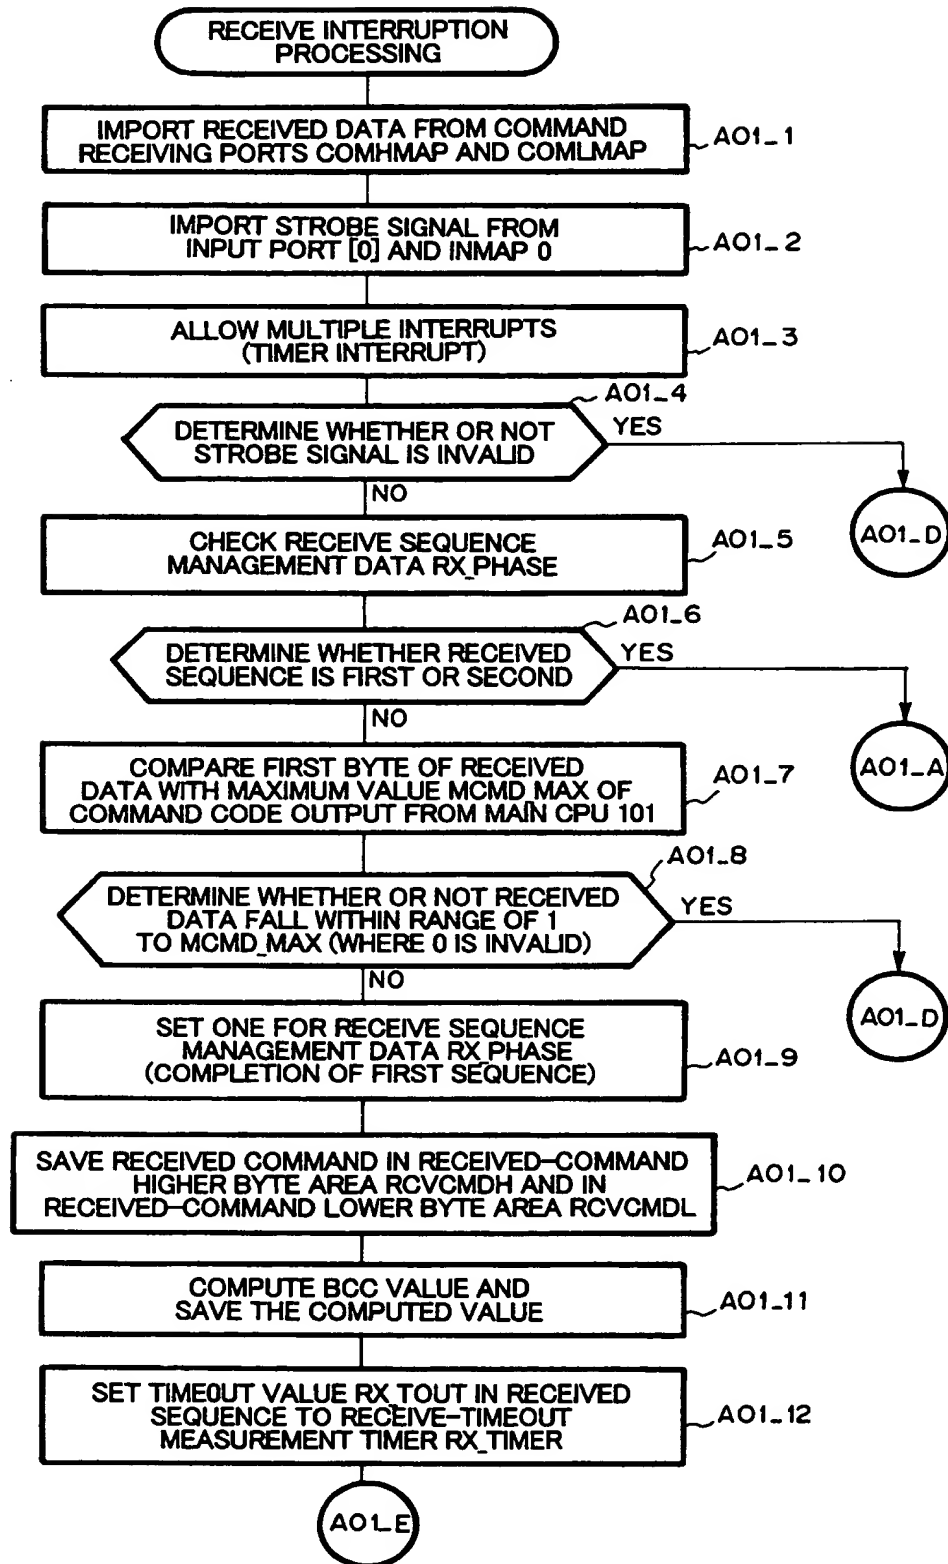 RECEIVE INTERRUPTION
PROCESSING
IMPORT RECEIVED DATA FROM COMMAND
RECEIVING PORTS COMHMAP AND COMLMAP
A01_1
IMPORT STROBE SIGNAL FROM
INPUT PORT [0] AND INMAP 0
A01_2
ALLOW MULTIPLE INTERRUPTS
(TIMER INTERRUPT)
A01_3
A01_4
DETERMINE WHETHER OR NOT
STROBE SIGNAL IS INVALID
YES
NO
A01_D
CHECK RECEIVE SEQUENCE
MANAGEMENT DATA RX_PHASE
A01_5
A01_6
DETERMINE WHETHER RECEIVED
SEQUENCE IS FIRST OR SECOND
YES
NO
A01_A
COMPARE FIRST BYTE OF RECEIVED
DATA WITH MAXIMUM VALUE MCMD_MAX OF
COMMAND CODE OUTPUT FROM MAIN CPU 101
A01_7
A01_8
DETERMINE WHETHER OR NOT RECEIVED
DATA FALL WITHIN RANGE OF 1
TO MCMD_MAX (WHERE 0 IS INVALID)
YES
NO
A01_D
SET ONE FOR RECEIVE SEQUENCE
MANAGEMENT DATA RX_PHASE
(COMPLETION OF FIRST SEQUENCE)
A01_9
SAVE RECEIVED COMMAND IN RECEIVED-COMMAND
HIGHER BYTE AREA RCVCMDH AND IN
RECEIVED-COMMAND LOWER BYTE AREA RCVCMDL
A01_10
COMPUTE BCC VALUE AND
SAVE THE COMPUTED VALUE
A01_11
SET TIMEOUT VALUE RX_TOUT IN RECEIVED
SEQUENCE TO RECEIVE-TIMEOUT
MEASUREMENT TIMER RX_TIMER
A01_12
A01_E